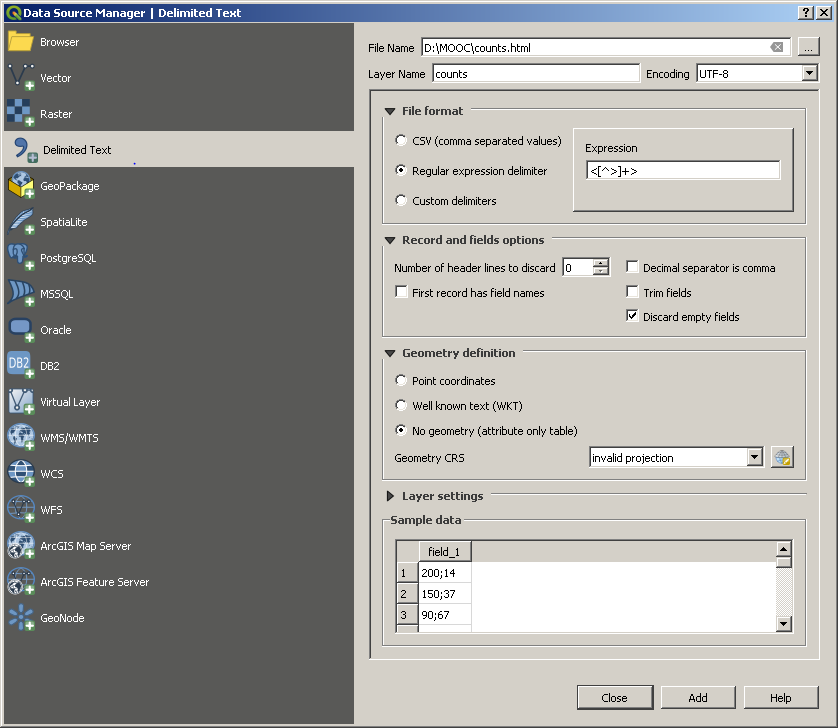 Data Source Manager | Delimited Text
Browser
Vector
Raster
Delimited Text
GeoPackage
SpatiaLite
PostgreSQL
MSSQL
Oracle
DB2
DB2
Virtual Layer
WMS/WMTS
WCS
WFS
ArcGIS Map Server
ArcGIS Feature Server
GeoNode
File Name D:\MOOC\counts.html ...
Layer Name counts Encoding UTF-8
File format
CSV (comma separated values)
Regular expression delimiter
Custom delimiters
Expression
<[^>]+>
Record and fields options
Number of header lines to discard 0 Decimal separator is comma
First record has field names Trim fields
Discard empty fields
Geometry definition
Point coordinates
Well known text (WKT)
No geometry (attribute only table)
Geometry CRS invalid projection
Layer settings
Sample data
field_1
1 200;14
2 150;37
3 90;67
Close Add Help